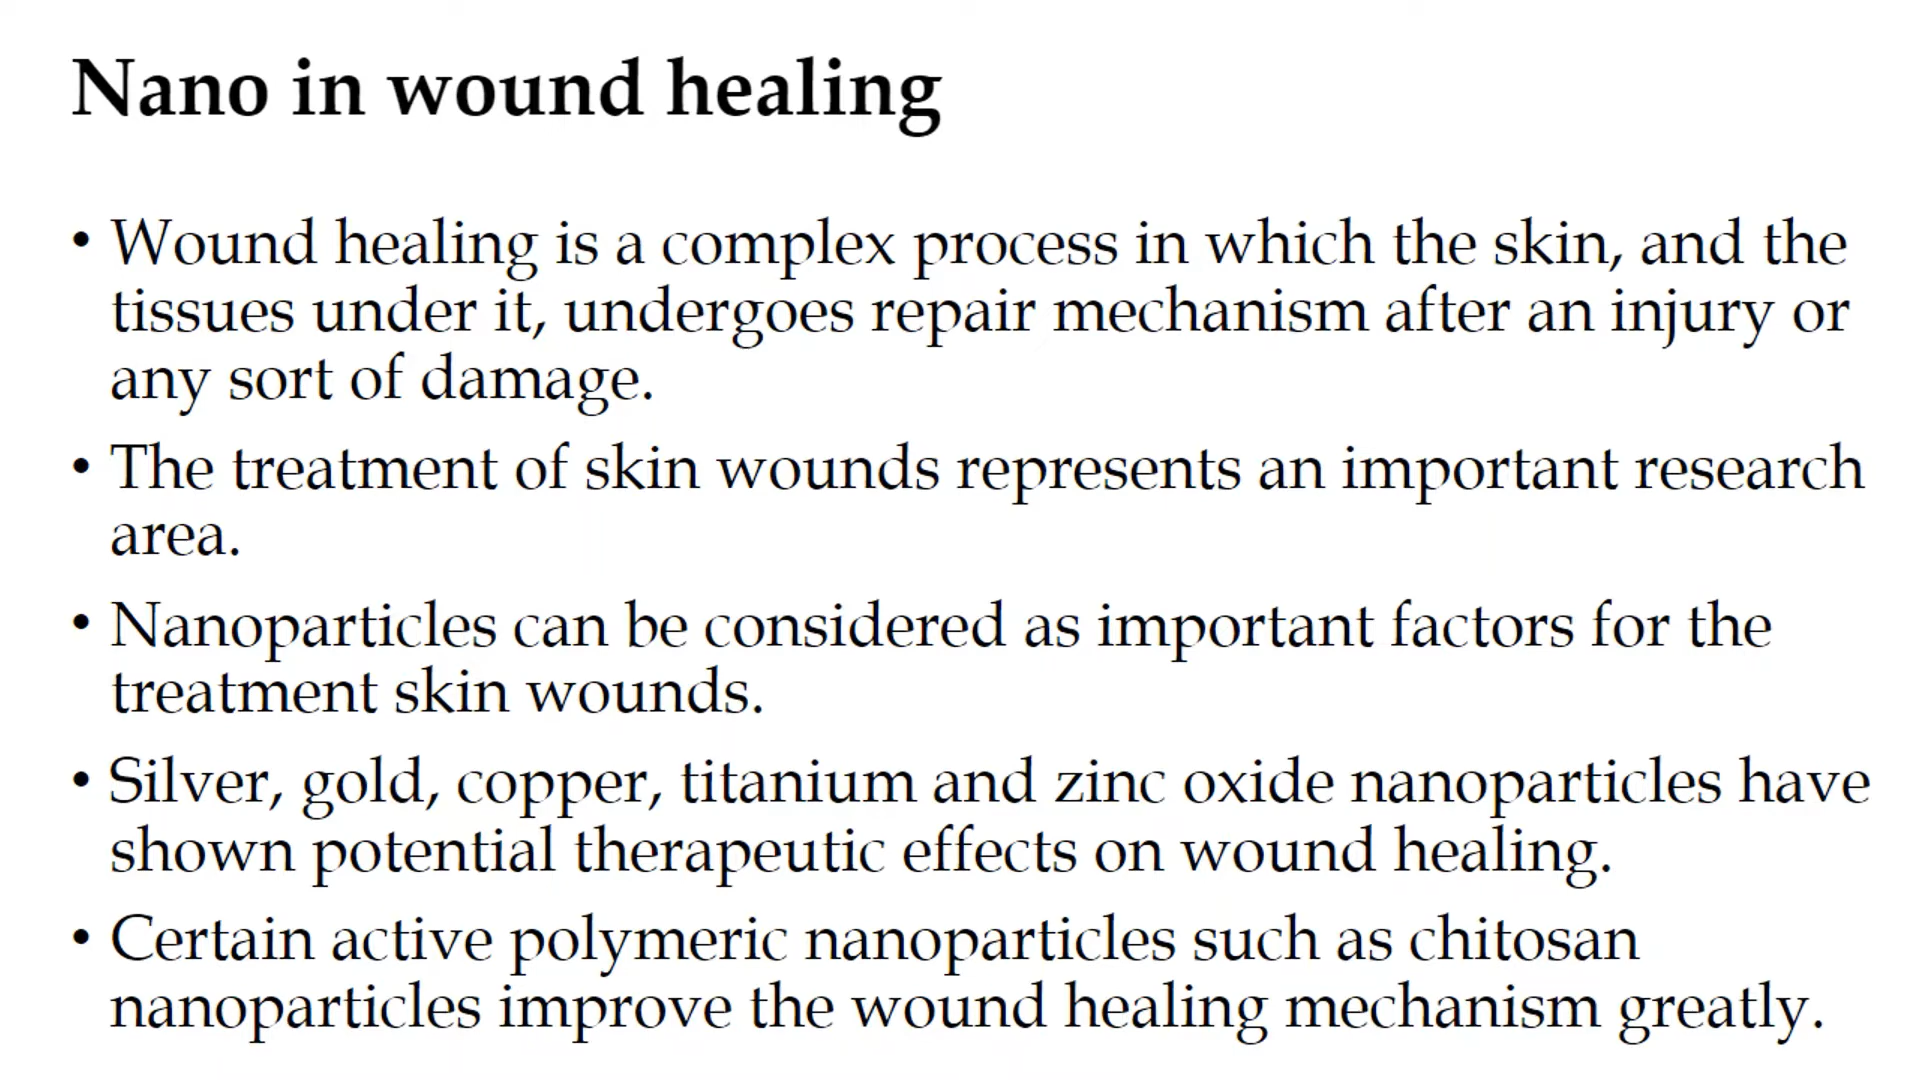 Nano in wound healing
• Wound healing is a complex process in which the skin, and the
tissues under it, undergoes repair mechanism after an injury or
any sort of damage.
• The treatment of skin wounds represents an important research
area.
• Nanoparticles can be considered as important factors for the
treatment skin wounds.
• Silver, gold, copper, titanium and zinc oxide nanoparticles have
shown potential therapeutic effects on wound healing.
• Certain active polymeric nanoparticles such as chitosan
nanoparticles improve the wound healing mechanism greatly.